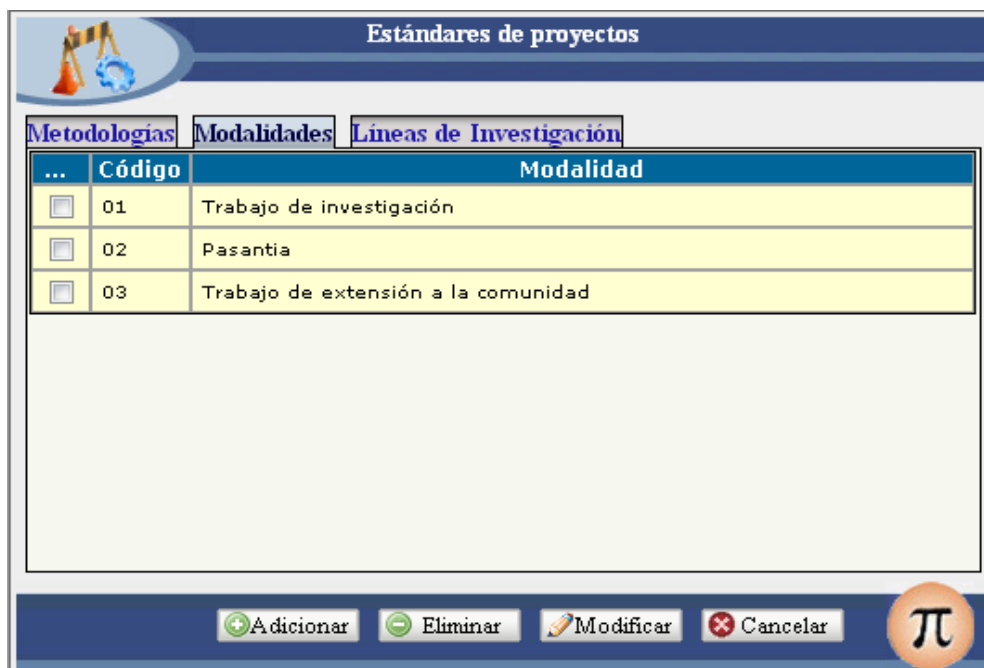 Estándares de proyectos
Metodologías Modalidades Líneas de Investigación
... Código Modalidad
01 Trabajo de investigación
02 Pasantia
03 Trabajo de extensión a la comunidad
Adicionar Eliminar Modificar Cancelar
π